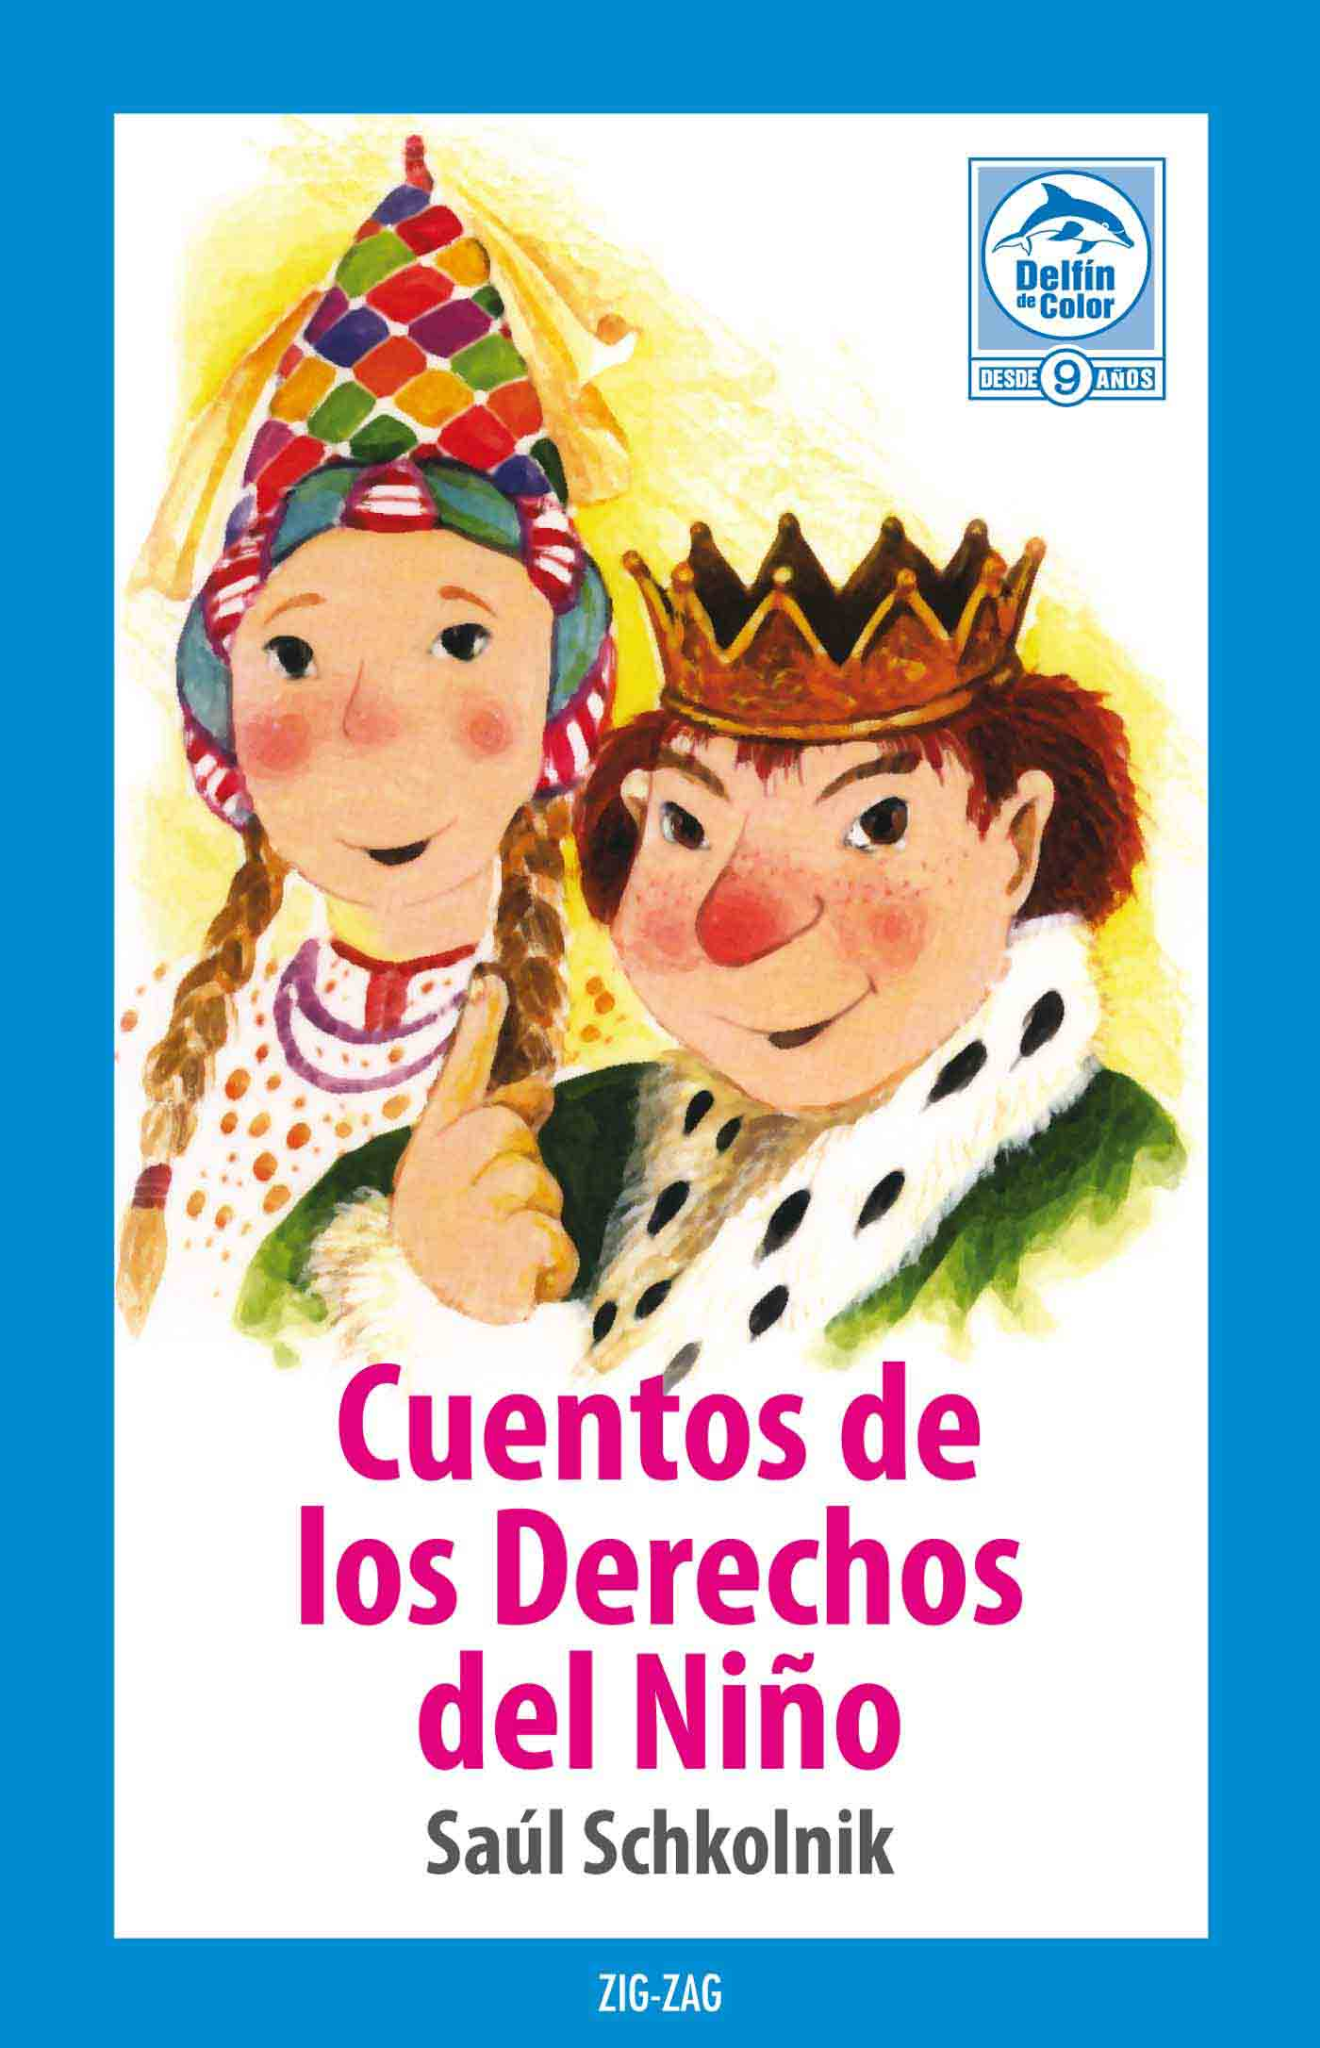 Delfín
de Color
DESDE 9 AÑOS
Cuentos de
los Derechos
del Niño
Saúl Schkolnik
ZIG-ZAG